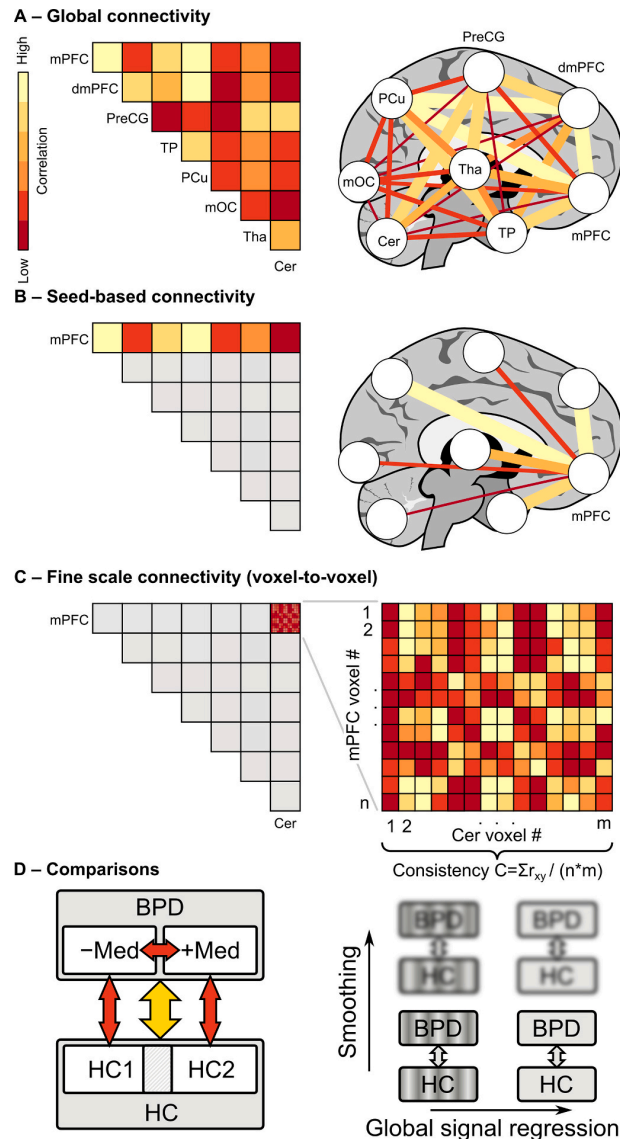 A – Global connectivity
High
Correlation
Low
mPFC
dmPFC
PreCG
TP
PCu
mOC
Tha
Cer
PreCG
PCu
dmPFC
mOC
Tha
Cer
TP
mPFC
B – Seed-based connectivity
mPFC
mPFC
C – Fine scale connectivity (voxel-to-voxel)
mPFC
Cer
1
2
. . .
n
mPFC voxel #
1 2 . . . m
Cer voxel #
Consistency C=Σr_xy / (n*m)
D – Comparisons
BPD
−Med
+Med
HC1
HC2
HC
Smoothing
BPD
BPD
HC
HC
BPD
BPD
HC
HC
Global signal regression